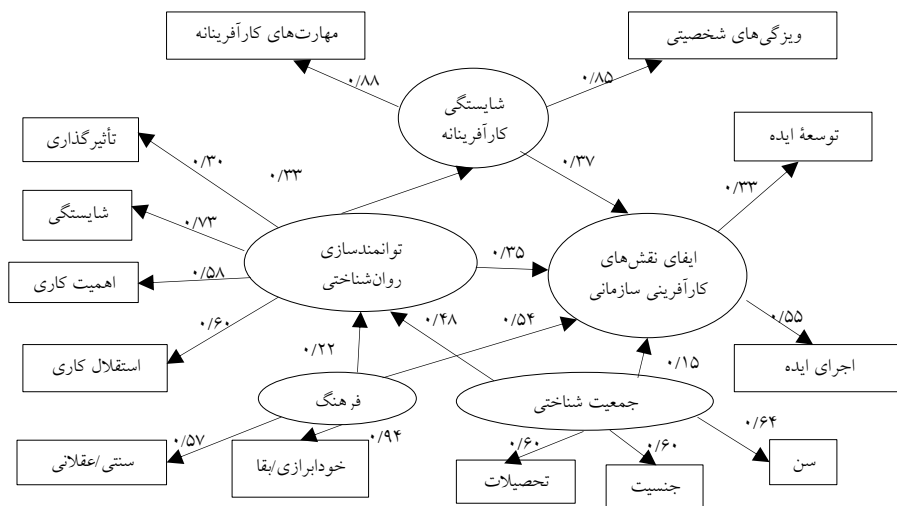 مهارت‌های کارآفرینانه
ویزگی‌های شخصیتی
۰/۸۸
۰/۸۵
شایستگی
کارآفرینانه
تأثیرگذاری
توسعۀ ایده
۰/۳۰
۰/۳۳
۰/۳۷
۰/۳۳
شایستگی
۰/۷۳
توانمندسازی
روان‌شناختی
۰/۳۵
ایفای نقش‌های
کارآفرینی سازمانی
اهمیت کاری
۰/۵۸
۰/۶۰
۰/۴۸
۰/۵۴
۰/۵۵
استقلال کاری
۰/۲۲
۰/۱۵
اجرای ایده
فرهنگ
جمعیت شناختی
۰/۵۷
۰/۹۴
۰/۶۰
۰/۶۰
۰/۶۴
سنتی/عقلانی
خودابرازی/بقا
تحصیلات
جنسیت
سن